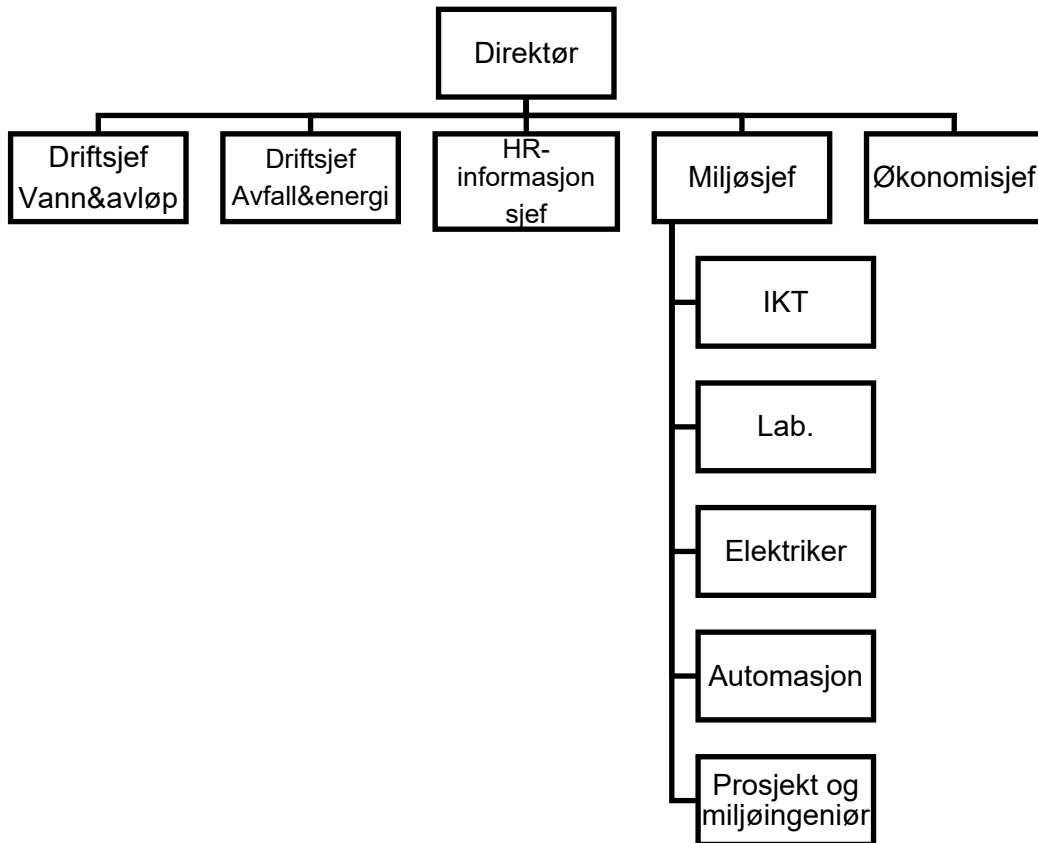 Direktør
Driftsjef
Vann&avløp
Driftsjef
Avfall&energi
HR-
informasjon
sjef
Miljøsjef
Økonomisjef
IKT
Lab.
Elektriker
Automasjon
Prosjekt og
miljøingeniør